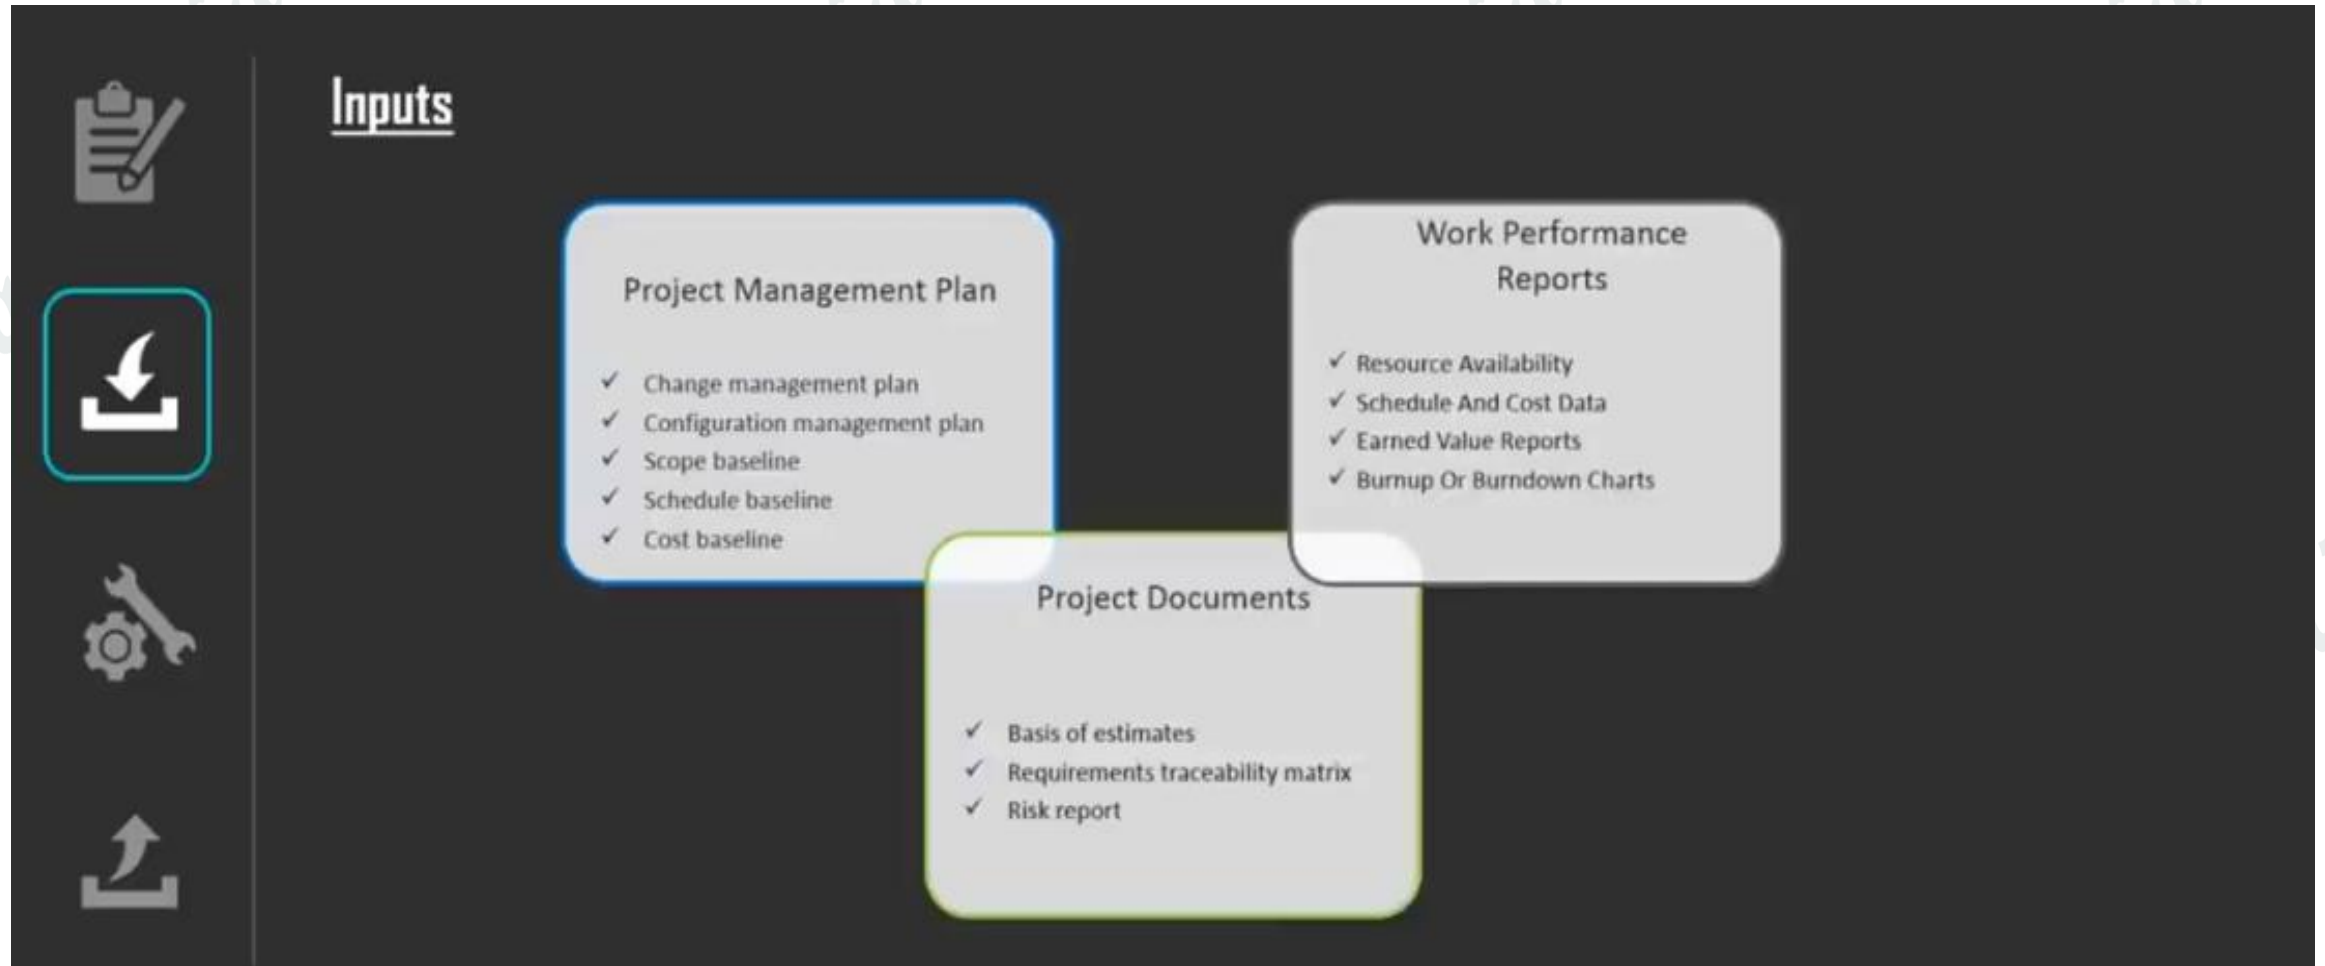 Inputs
Project Management Plan
✓ Change management plan
✓ Configuration management plan
✓ Scope baseline
✓ Schedule baseline
✓ Cost baseline
Work Performance
Reports
✓ Resource Availability
✓ Schedule And Cost Data
✓ Earned Value Reports
✓ Burnup Or Burndown Charts
Project Documents
✓ Basis of estimates
✓ Requirements traceability matrix
✓ Risk report